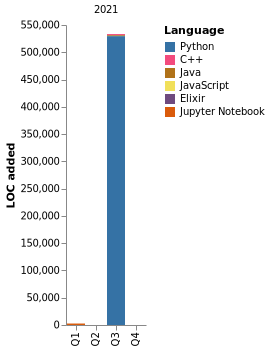 2021
Language
Python
C++
Java
JavaScript
Elixir
Jupyter Notebook
LOC added
550,000
500,000
450,000
400,000
350,000
300,000
250,000
200,000
150,000
100,000
50,000
0
Q1
Q2
Q3
Q4